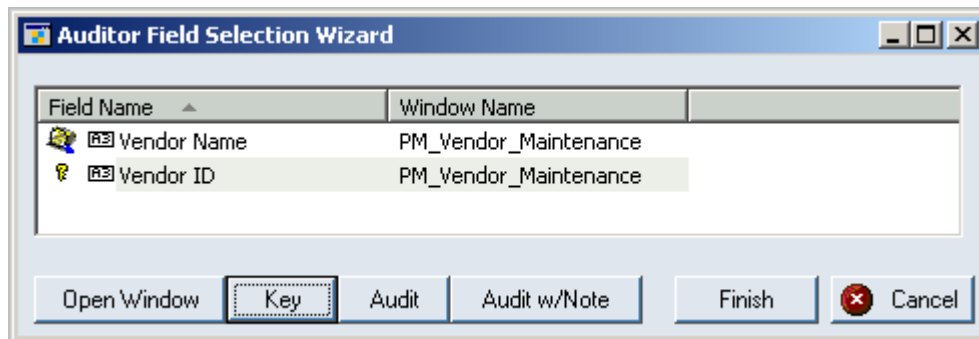 Auditor Field Selection Wizard
Field Name Window Name
Vendor Name PM_Vendor_Maintenance
Vendor ID PM_Vendor_Maintenance
Open Window Key Audit Audit w/Note Finish Cancel